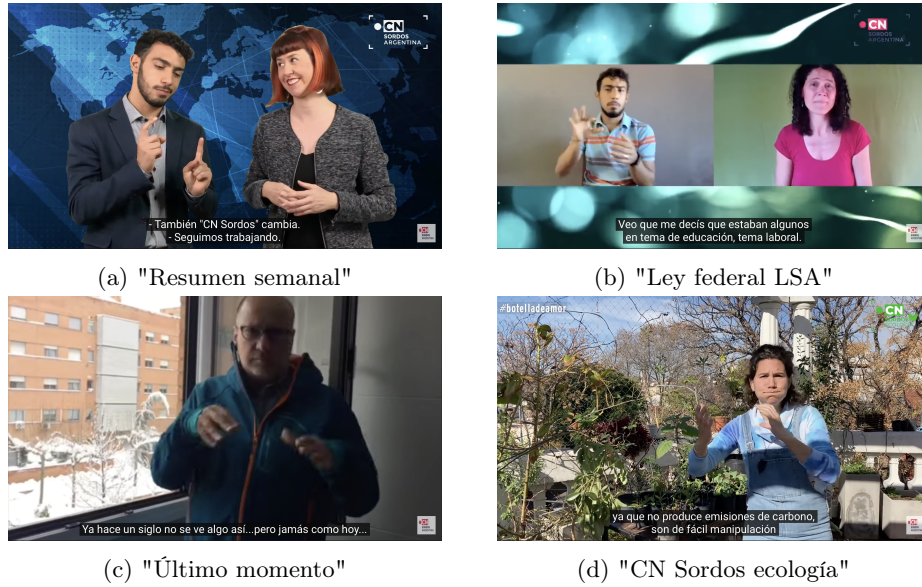 CN
SORDOS
ARGENTINA
- También "CN Sordos" cambia.
- Seguimos trabajando.
CN
SORDOS
ARGENTINA
Veo que me decís que estaban algunos
en tema de educación, tema laboral.
(a) "Resumen semanal"
(b) "Ley federal LSA"
Ya hace un siglo no se ve algo así...pero jamás como hoy...
#botelladeamor
CN
ya que no produce emisiones de carbono,
son de fácil manipulación
(c) "Último momento"
(d) "CN Sordos ecología"